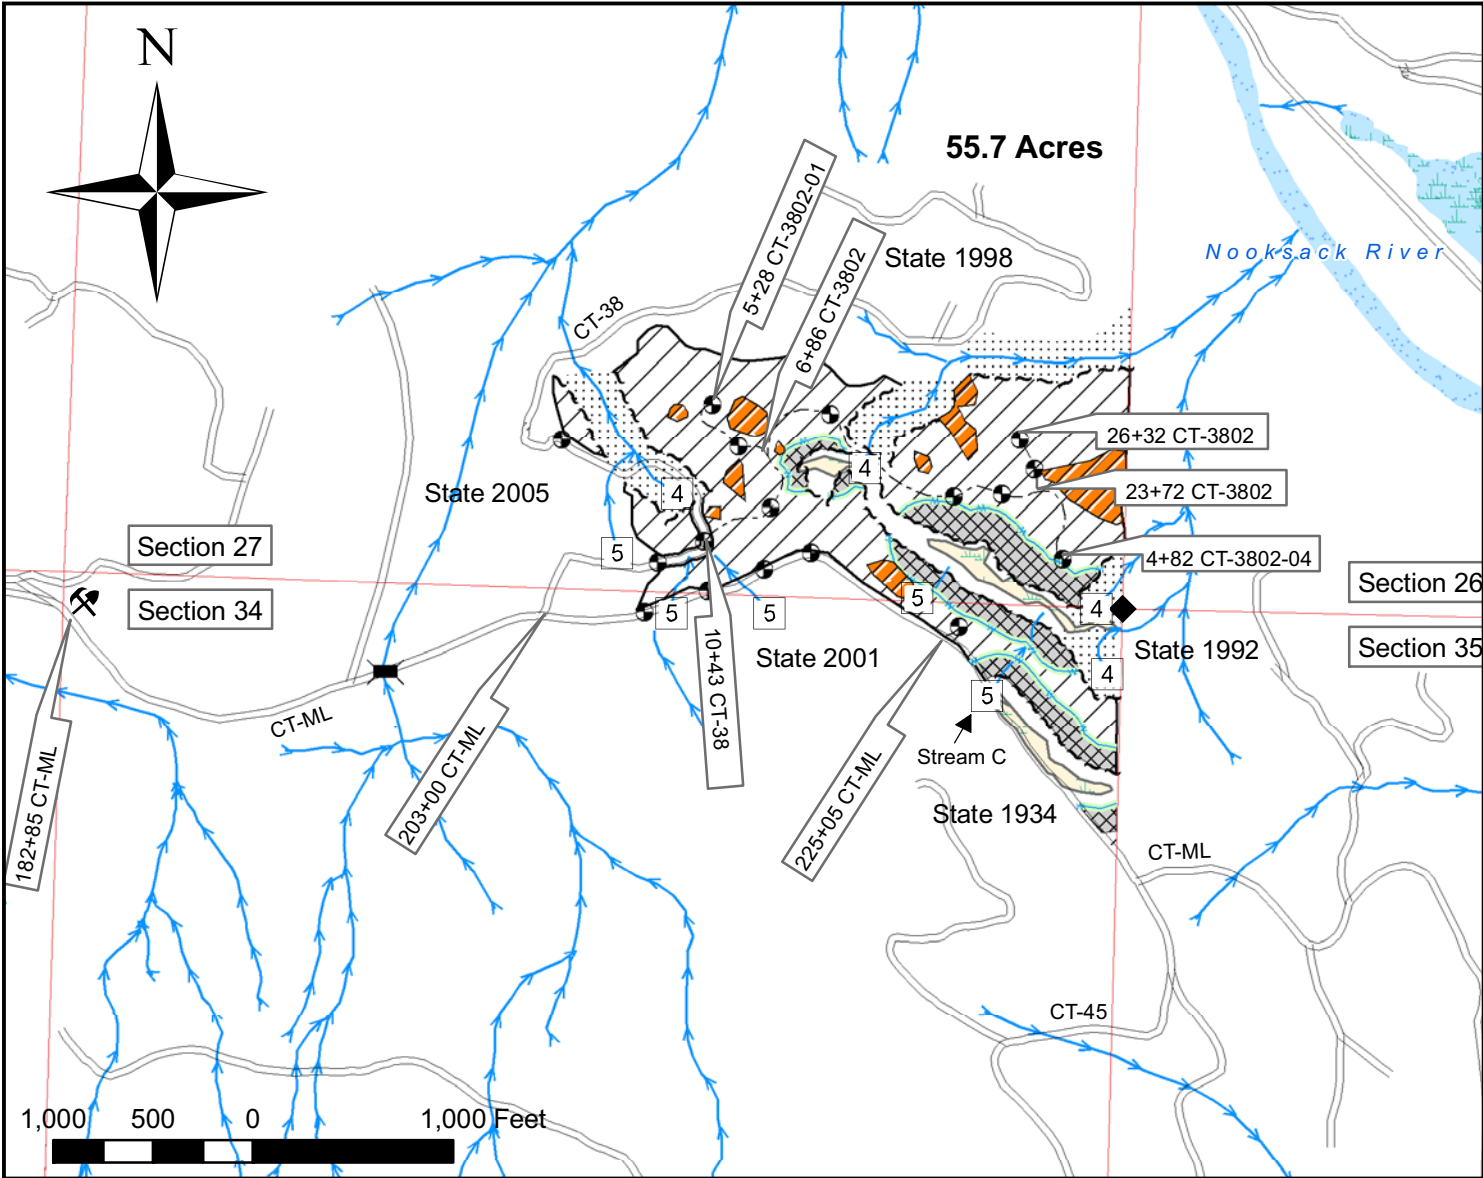 N
55.7 Acres
5+28 CT-3802-01
6+86 CT-3802
State 1998
Nooksack River
CT-38
26+32 CT-3802
23+72 CT-3802
4+82 CT-3802-04
State 2005
4
4
Section 27
5
Section 26
Section 34
5
5
5
4
State 2001
State 1992
Section 35
10+43 CT-38
4
5
CT-ML
Stream C
182+85 CT-ML
203+00 CT-ML
225+05 CT-ML
State 1934
CT-ML
CT-45
1,000 500 0 1,000 Feet